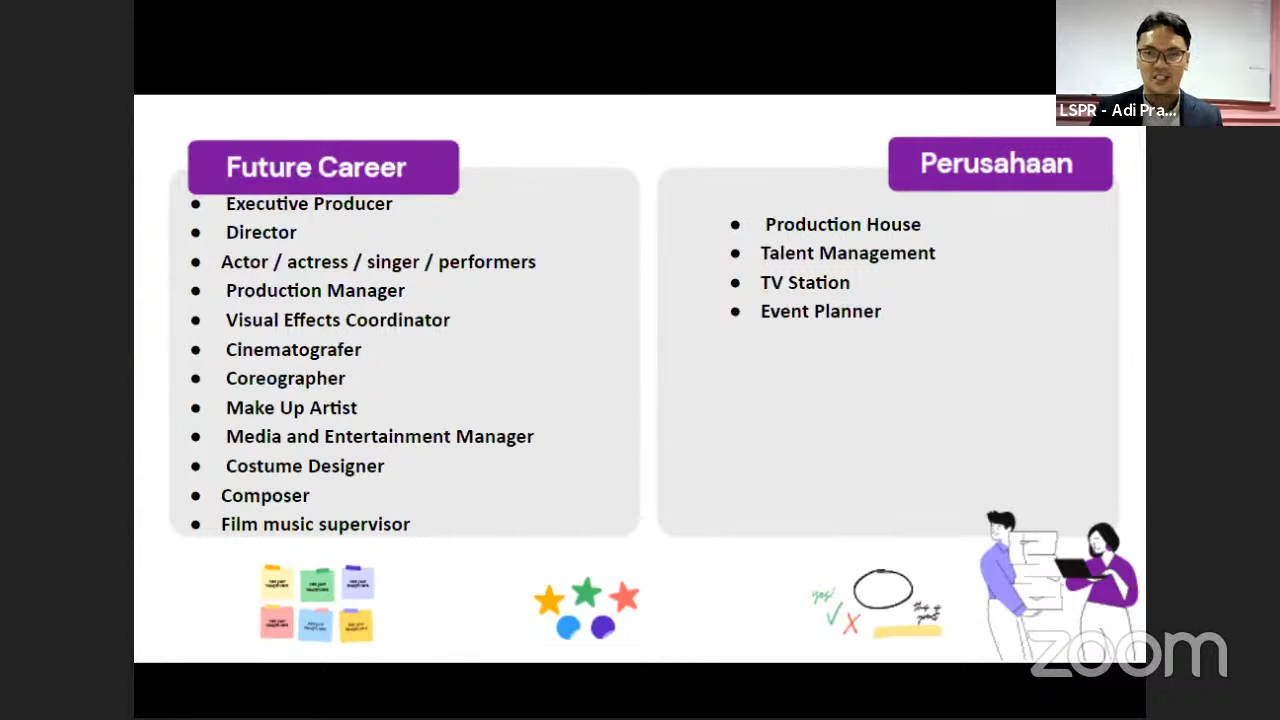 LSPR - Adi Pra...
Future Career
Executive Producer
Director
Actor / actress / singer / performers
Production Manager
Visual Effects Coordinator
Cinematografer
Coreographer
Make Up Artist
Media and Entertainment Manager
Costume Designer
Composer
Film music supervisor
Perusahaan
Production House
Talent Management
TV Station
Event Planner
yes!
zoom